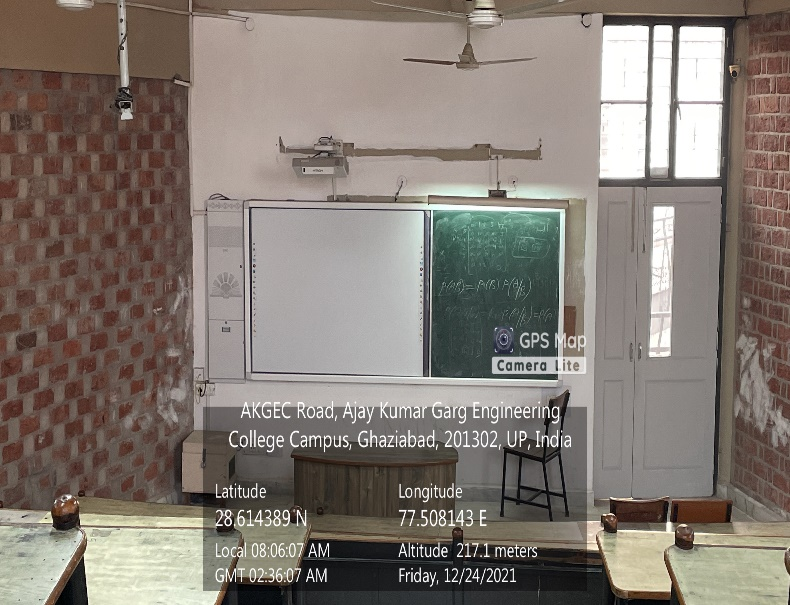 P(AB) = P(B) P(A/B)
GPS Map
Camera Lite
AKGEC Road, Ajay Kumar Garg Engineering
College Campus, Ghaziabad, 201302, UP, India
Latitude
Longitude
28.614389 N
77.508143 E
Local 08:06:07 AM
Altitude 217.1 meters
GMT 02:36:07 AM
Friday, 12/24/2021